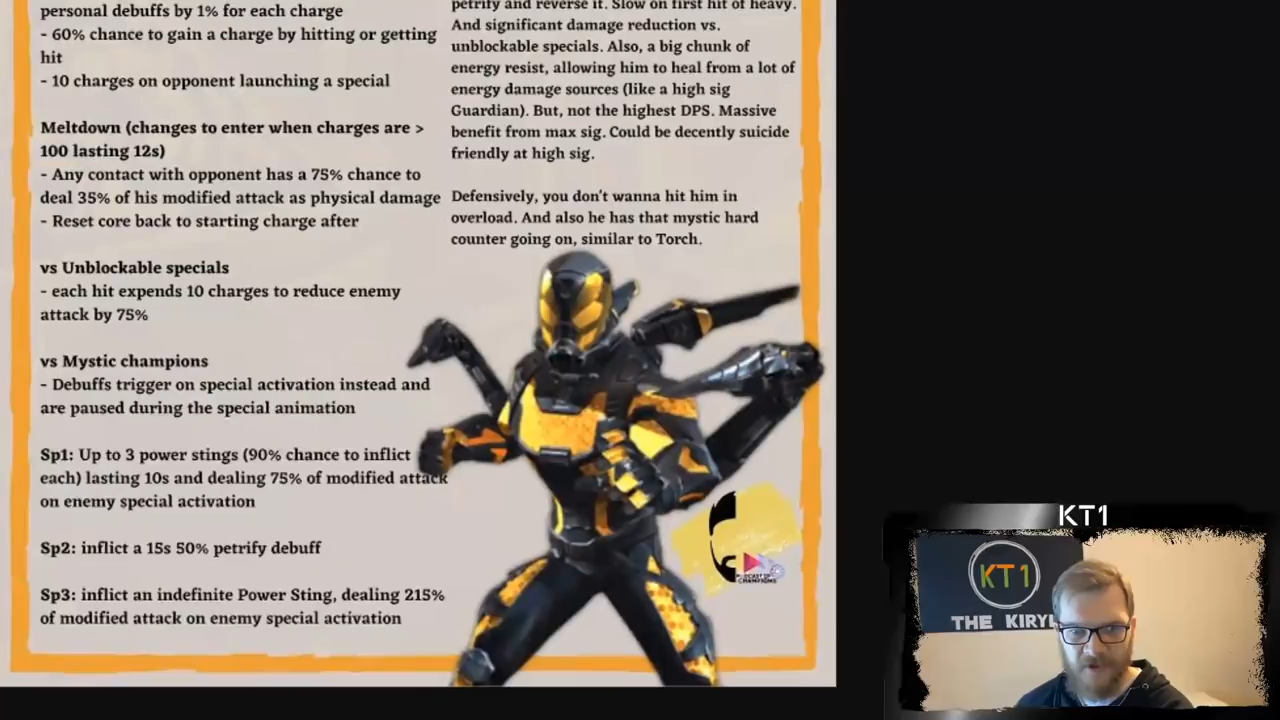 personal debuffs by 1% for each charge
- 60% chance to gain a charge by hitting or getting
hit
- 10 charges on opponent launching a special
Meltdown (changes to enter when charges are >
100 lasting 12s)
- Any contact with opponent has a 75% chance to
deal 35% of his modified attack as physical damage
- Reset core back to starting charge after
vs Unblockable specials
- each hit expends 10 charges to reduce enemy
attack by 75%
vs Mystic champions
- Debuffs trigger on special activation instead and
are paused during the special animation
Sp1: Up to 3 power stings (90% chance to inflict
each) lasting 10s and dealing 75% of modified attack
on enemy special activation
Sp2: inflict a 15s 50% petrify debuff
Sp3: inflict an indefinite Power Sting, dealing 215%
of modified attack on enemy special activation
petrify and reverse it. Slow on first hit of heavy.
And significant damage reduction vs.
unblockable specials. Also, a big chunk of
energy resist, allowing him to heal from a lot of
energy damage sources (like a high sig
Guardian). But, not the highest DPS. Massive
benefit from max sig. Could be decently suicide
friendly at high sig.
Defensively, you don't wanna hit him in
overload. And also he has that mystic hard
counter going on, similar to Torch.
PODCAST OF
CHAMPIONS
KT1
KT1
THE